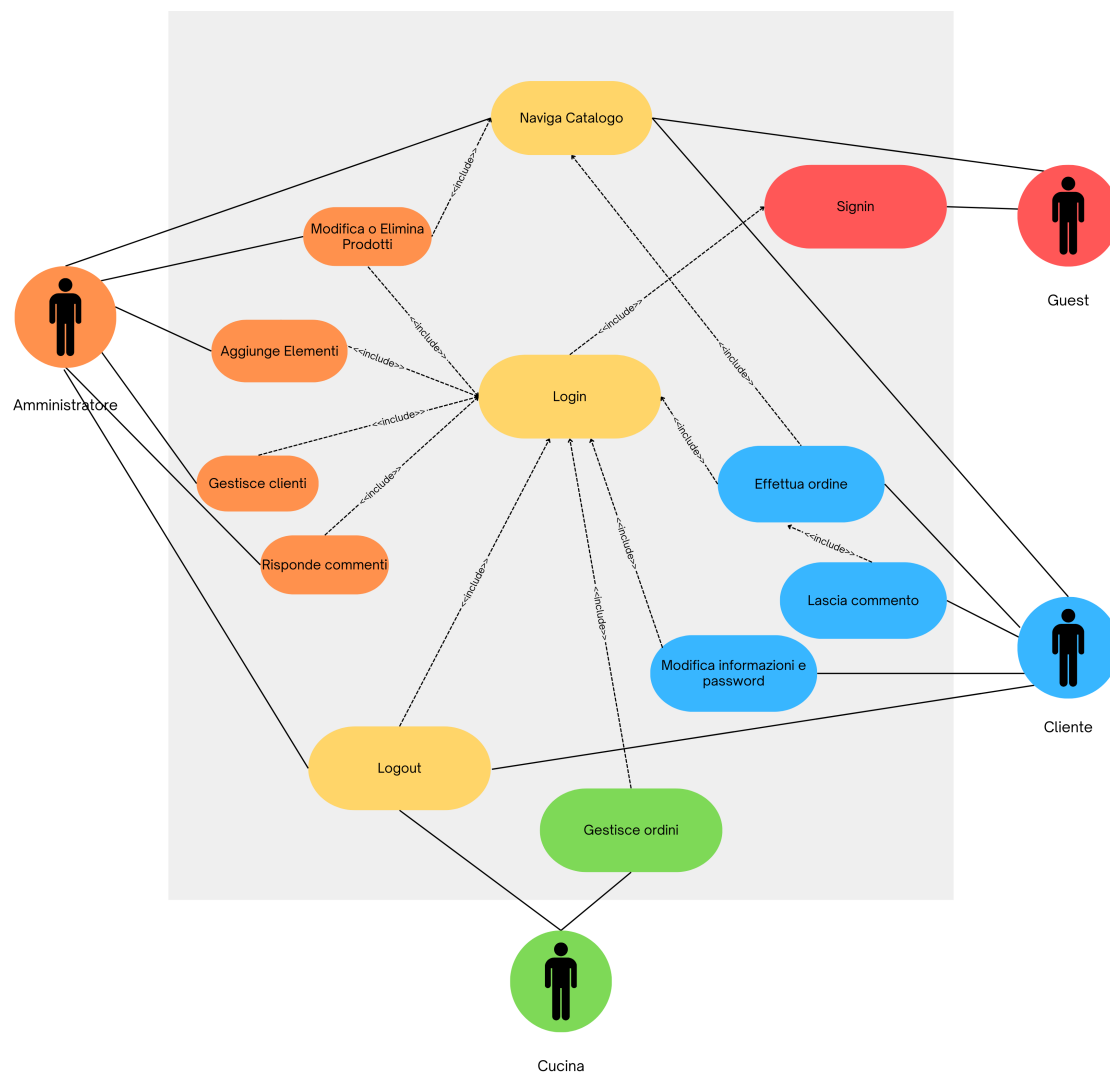 Naviga Catalogo
<<include>>
Signin
Modifica o Elimina
Prodotti
Guest
<<include>>
<<include>>
Aggiunge Elementi
<<include>>
<<include>>
Login
Amministratore
<<include>>
<<include>>
Gestisce clienti
<<include>>
Effettua ordine
<<include>>
<<include>>
Risponde commenti
<<include>>
<<include>>
Lascia commento
Modifica informazioni e
password
Cliente
Logout
Gestisce ordini
Cucina